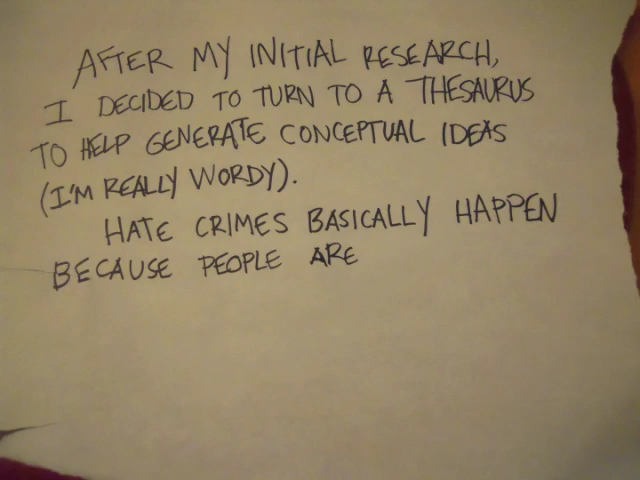 AFTER MY INITIAL RESEARCH,
I DECIDED TO TURN TO A THESAURUS
TO HELP GENERATE CONCEPTUAL IDEAS
(I'M REALLY WORDY).
HATE CRIMES BASICALLY HAPPEN
BECAUSE PEOPLE ARE